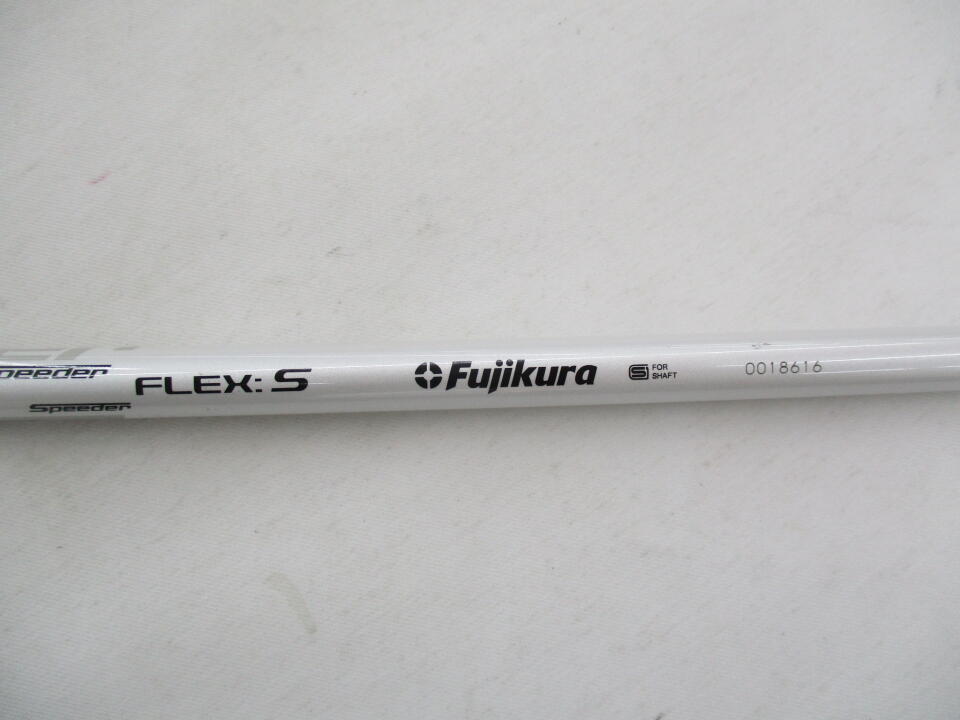 Speeder
FLEX: S
Fujikura
FOR
SHAFT
0018616
Speeder